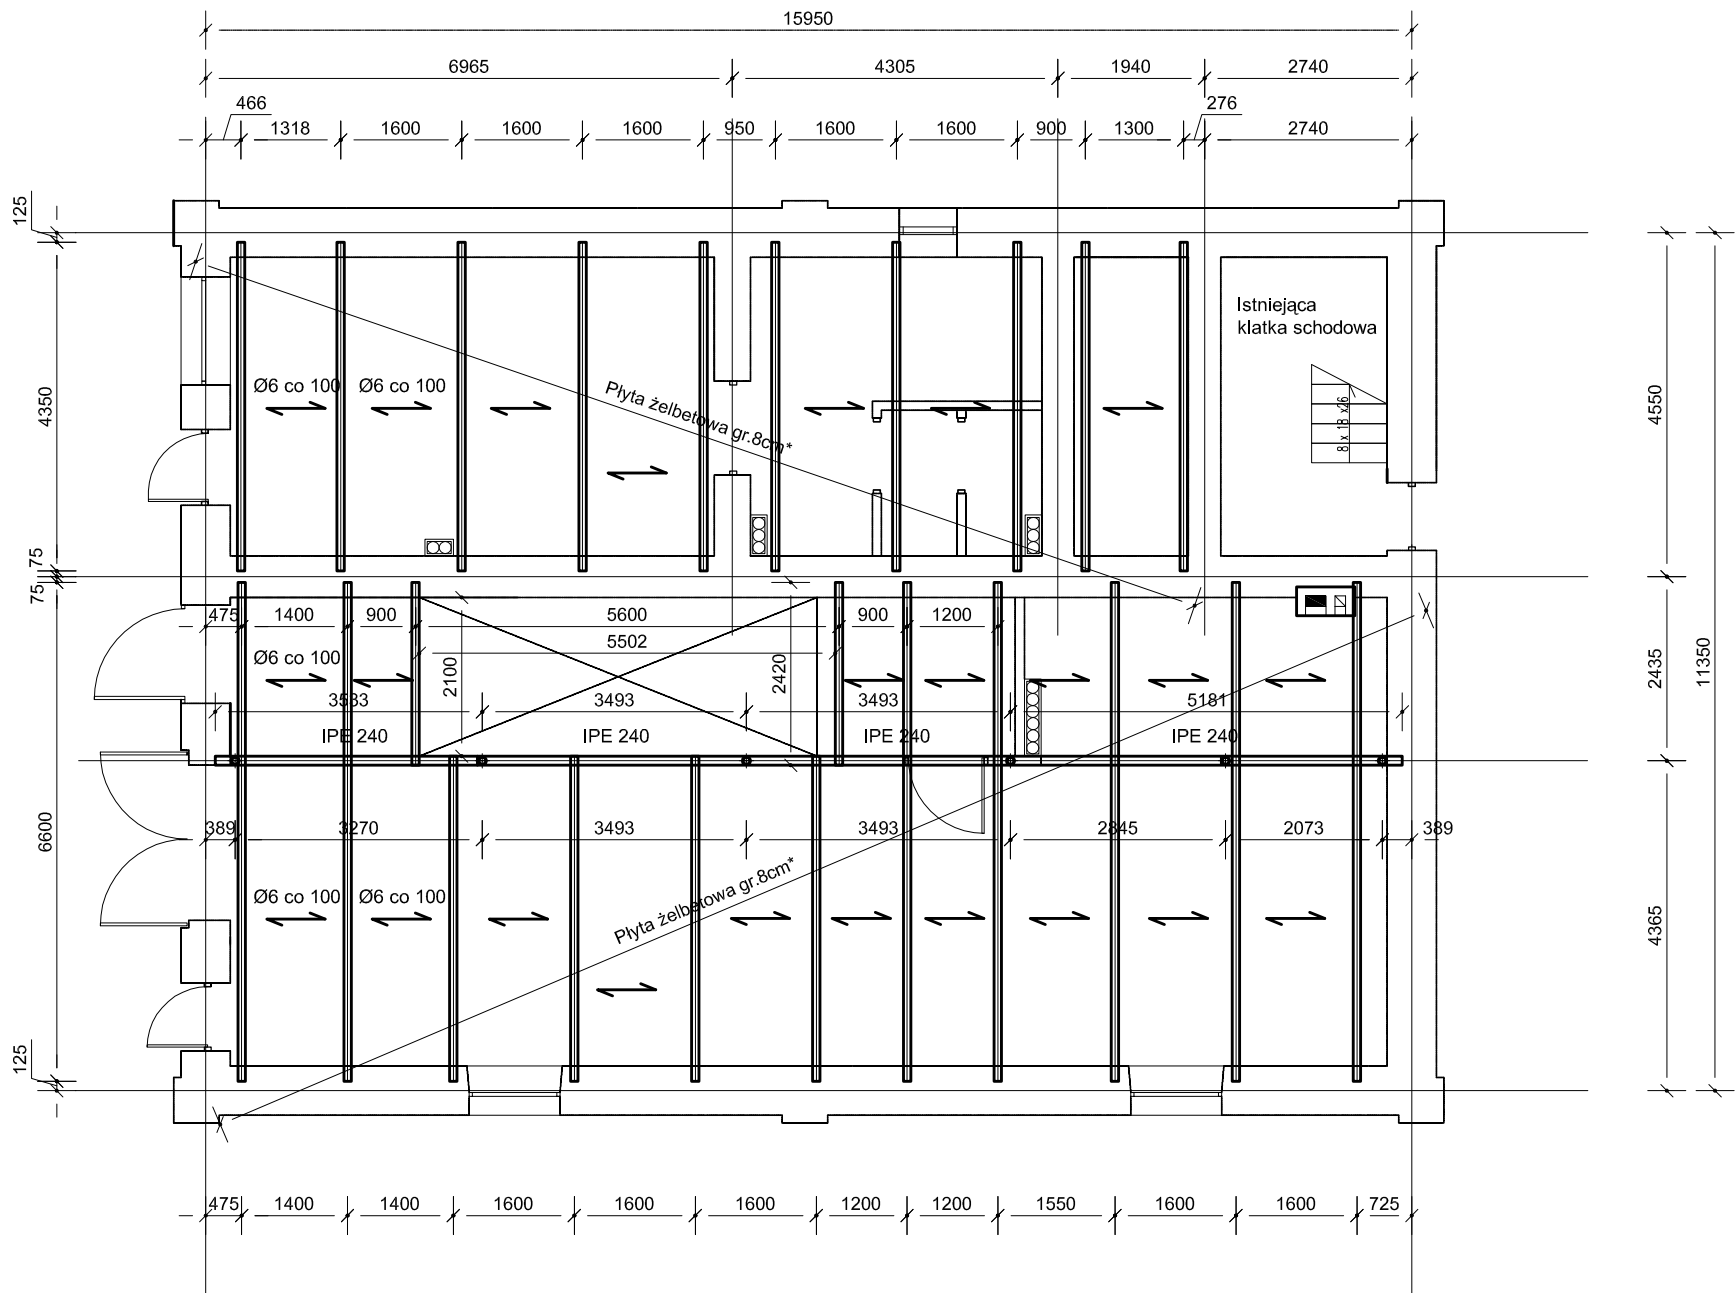 15950
6965 4305 1940 2740
466 276
1318 1600 1600 1600 950 1600 1600 900 1300 2740
125
Istniejąca
klatka schodowa
Ø6 co 100 Ø6 co 100
Płyta żelbetowa gr.8cm*
8 x 18 x26
4350
4550
75
75
475 1400 900 5600 900 1200
5502
Ø6 co 100
2100
2420
2435
11350
3583 3493 3493 5181
IPE 240 IPE 240 IPE 240 IPE 240
6600
389 3270 3493 3493 2845 2073 389
Płyta żelbetowa gr.8cm*
Ø6 co 100 Ø6 co 100
4365
125
475 1400 1400 1600 1600 1600 1200 1200 1550 1600 1600 725